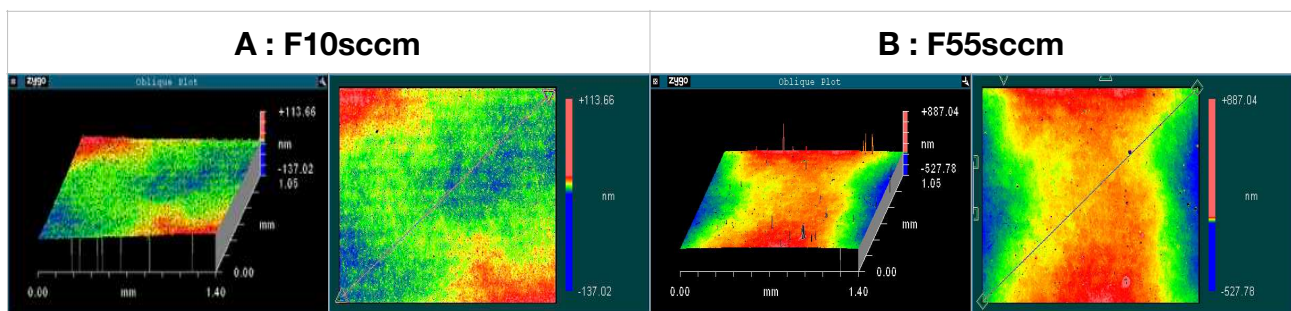 A : F10sccm
B : F55sccm
zygo
Oblique Plot
+113.66
nm
-137.02
1.05
mm
0.00
0.00
mm
1.40
+113.66
nm
-137.02
zygo
Oblique Plot
+887.04
nm
-527.78
1.05
mm
0.00
0.00
mm
1.40
+887.04
nm
-527.78